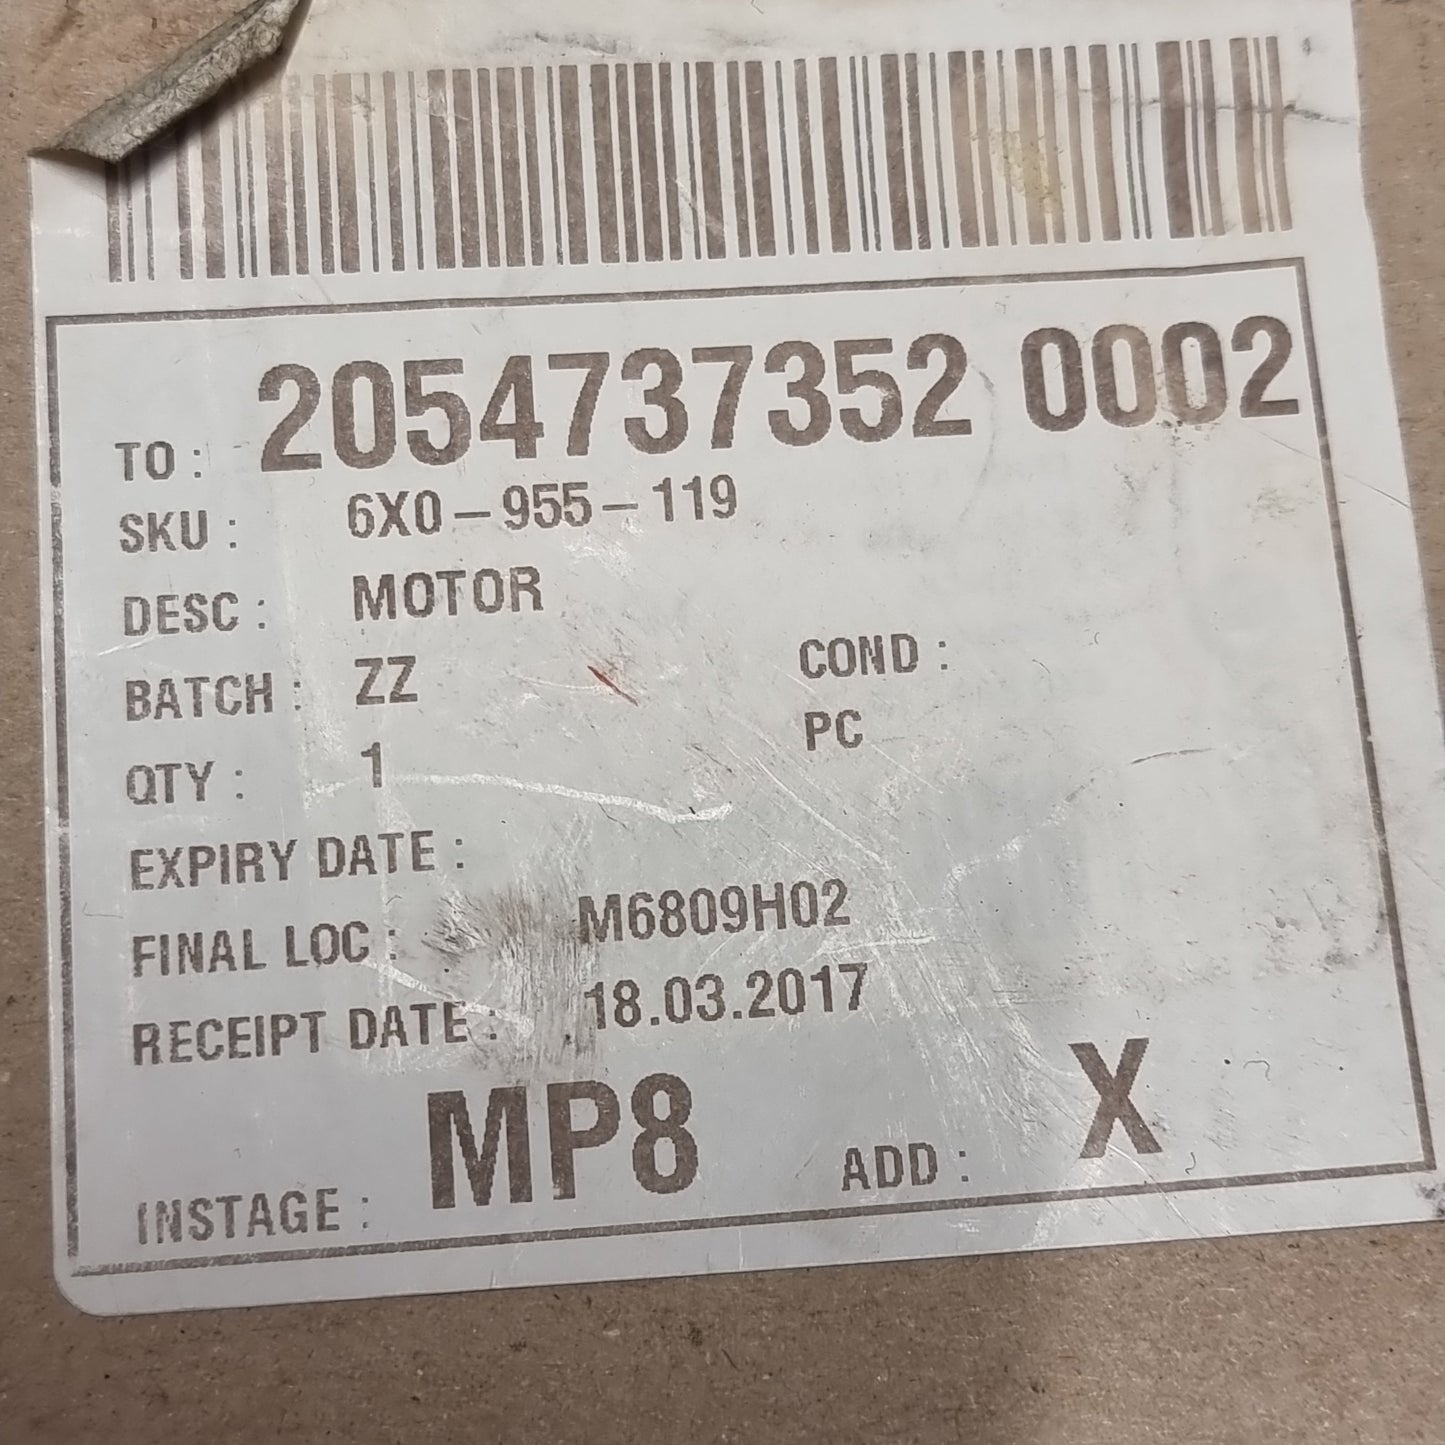 TO : 2054737352 0002
SKU : 6X0-955-119
DESC : MOTOR
BATCH : ZZ COND :
QTY : 1 PC
EXPIRY DATE :
FINAL LOC : M6809H02
RECEIPT DATE : 18.03.2017
INSTAGE : MP8 ADD : X